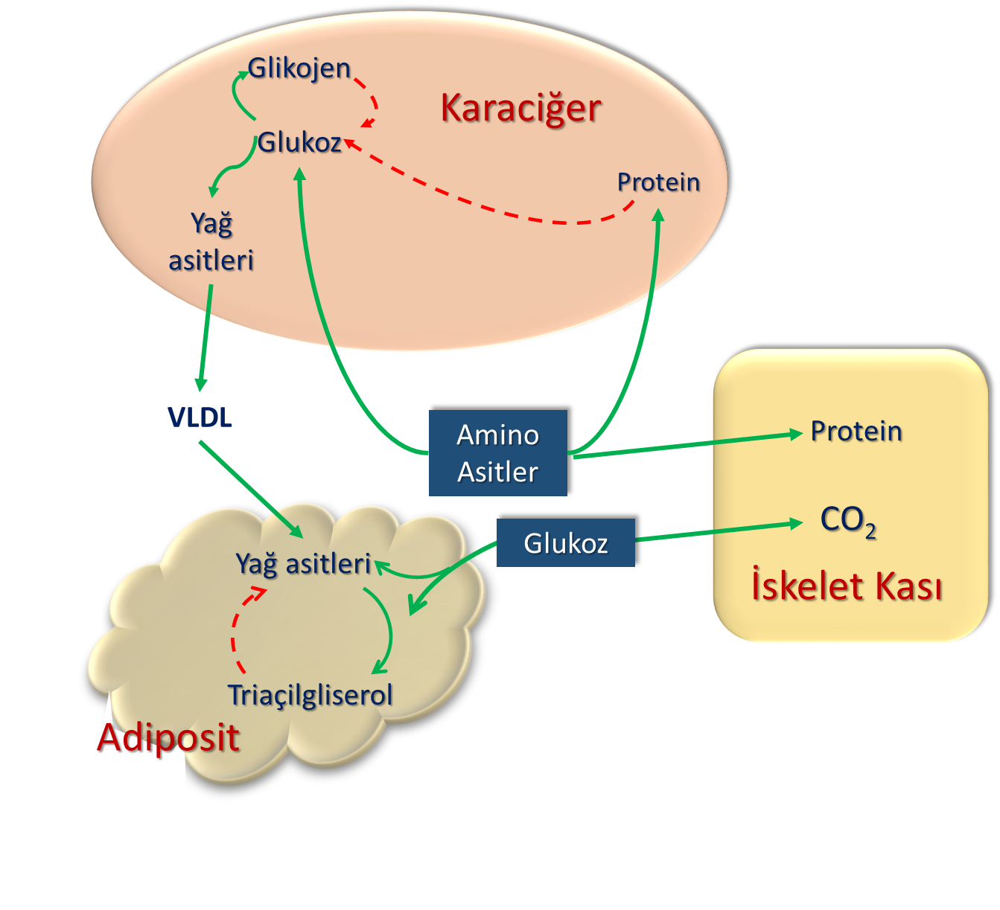 Glikojen
Karaciğer
Glukoz
Protein
Yağ
asitleri
VLDL
Amino
Asitler
Protein
CO2
Glukoz
Yağ asitleri
İskelet Kası
Triaçilgliserol
Adiposit